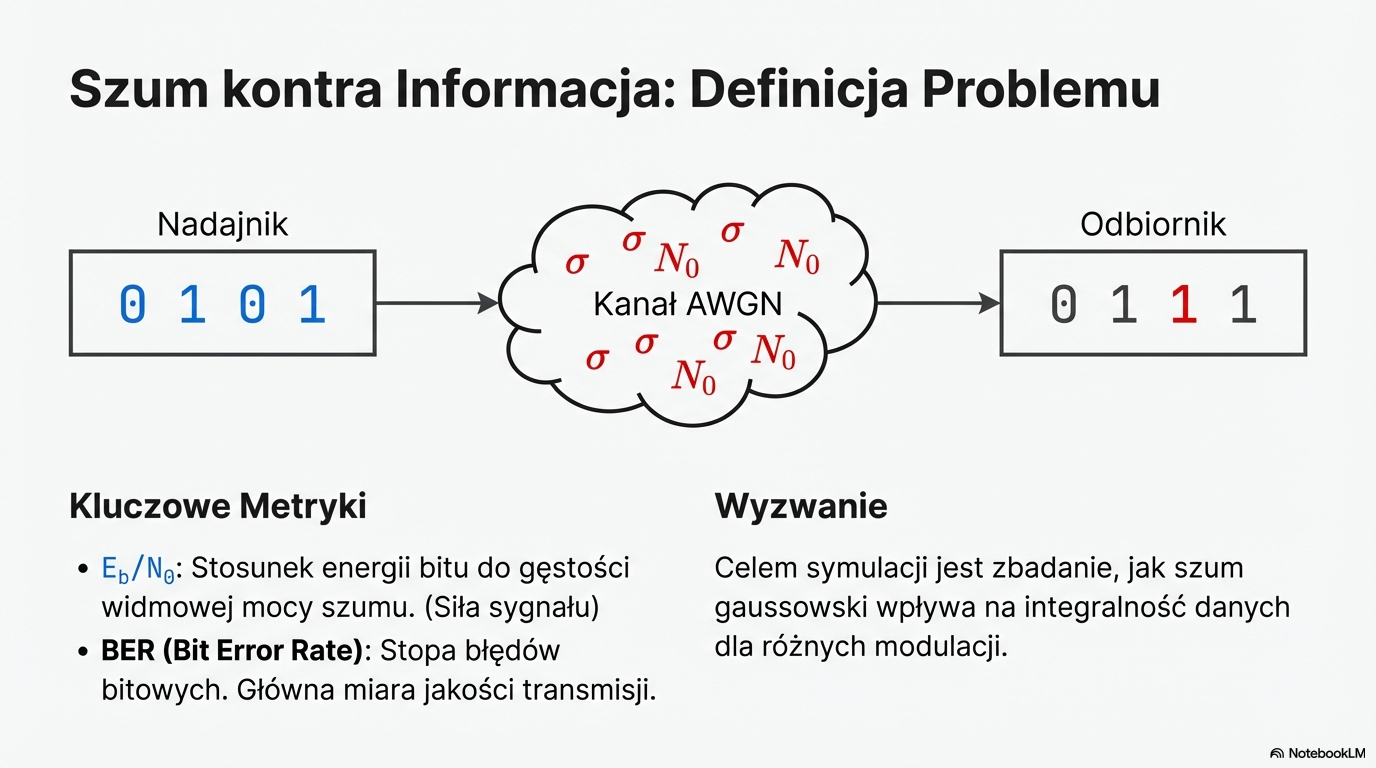 Szum kontra Informacja: Definicja Problemu
Nadajnik
0 1 0 1
σ σ N₀ σ N₀
Kanał AWGN
σ σ N₀ σ N₀
Odbiornik
0 1 1 1
Kluczowe Metryki
• E_b/N₀: Stosunek energii bitu do gęstości
widmowej mocy szumu. (Siła sygnału)
• BER (Bit Error Rate): Stopa błędów
bitowych. Główna miara jakości transmisji.
Wyzwanie
Celem symulacji jest zbadanie, jak szum
gaussowski wpływa na integralność danych
dla różnych modulacji.
NotebookLM